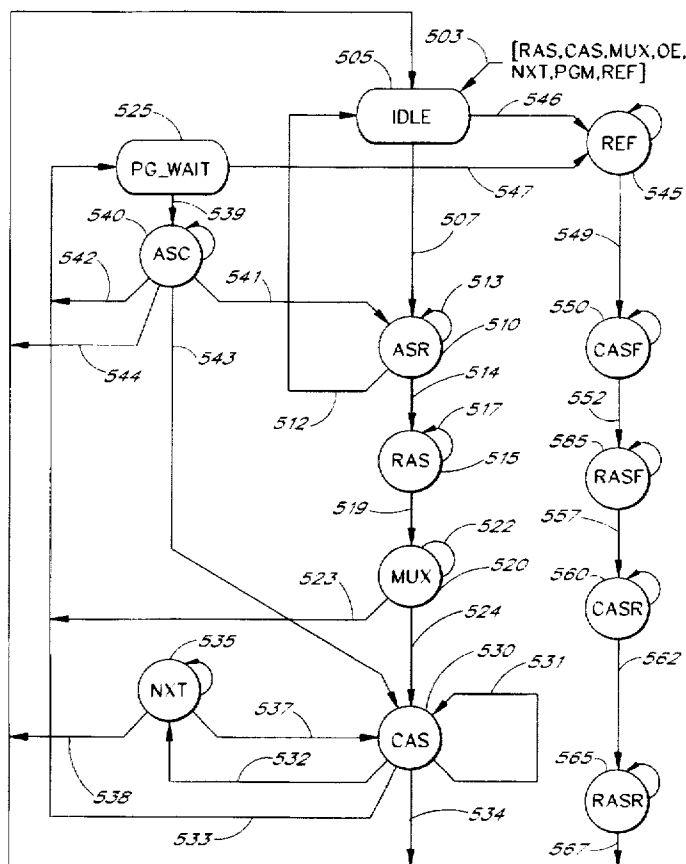 503
[RAS,CAS,MUX,OE,
NXT,PGM,REF]
505
IDLE
546
525
PG_WAIT
REF
545
547
539
540
ASC
507
549
542
541
513
550
ASR
510
CASF
544
543
514
552
512
517
585
RAS
515
RASF
519
557
522
560
MUX
520
CASR
523
524
562
535
530
531
NXT
537
CAS
532
565
538
534
RASR
533
567